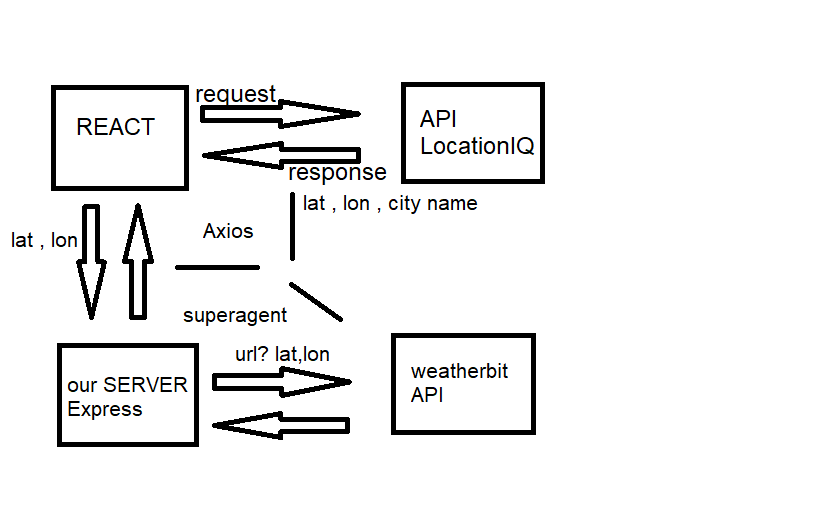 request
REACT
API
LocationIQ
response
lat , lon , city name
lat , lon
Axios
superagent
url? lat,lon
our SERVER
Express
weatherbit
API